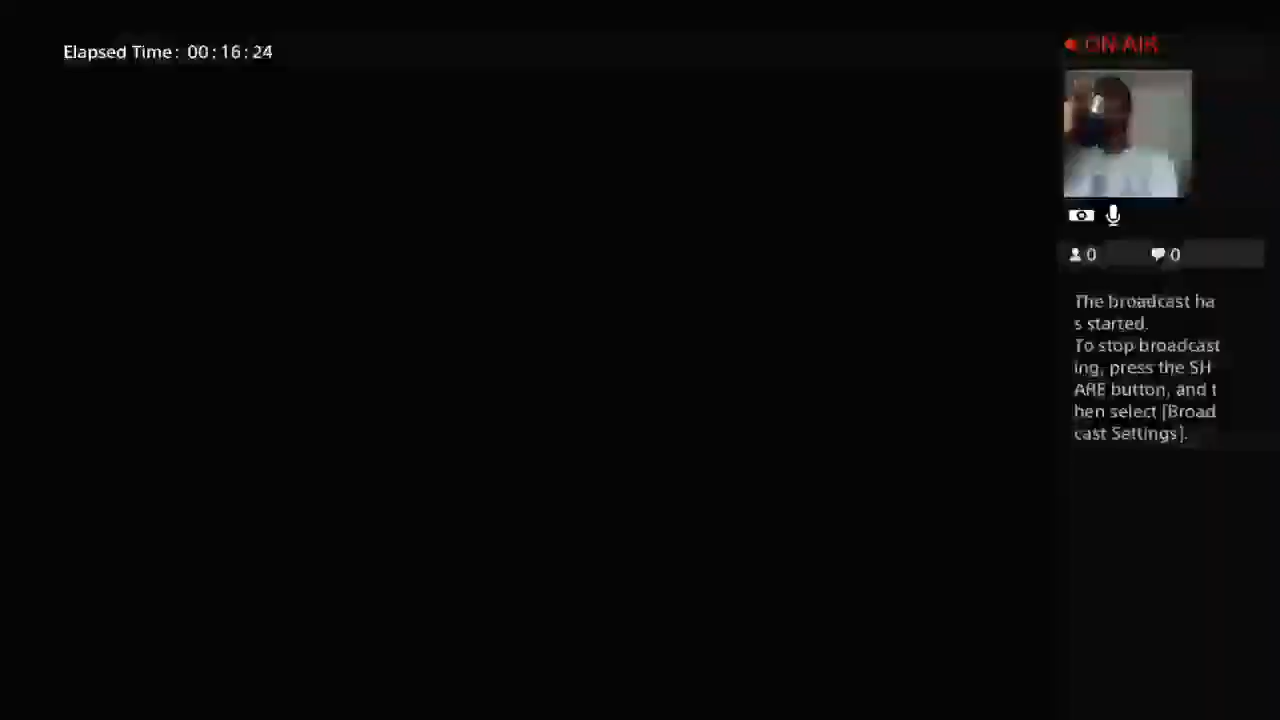 Elapsed Time: 00:16:24
ON AIR
0 0
The broadcast ha
s started.
To stop broadcast
ing, press the SH
ARE button, and t
hen select [Broad
cast Settings].